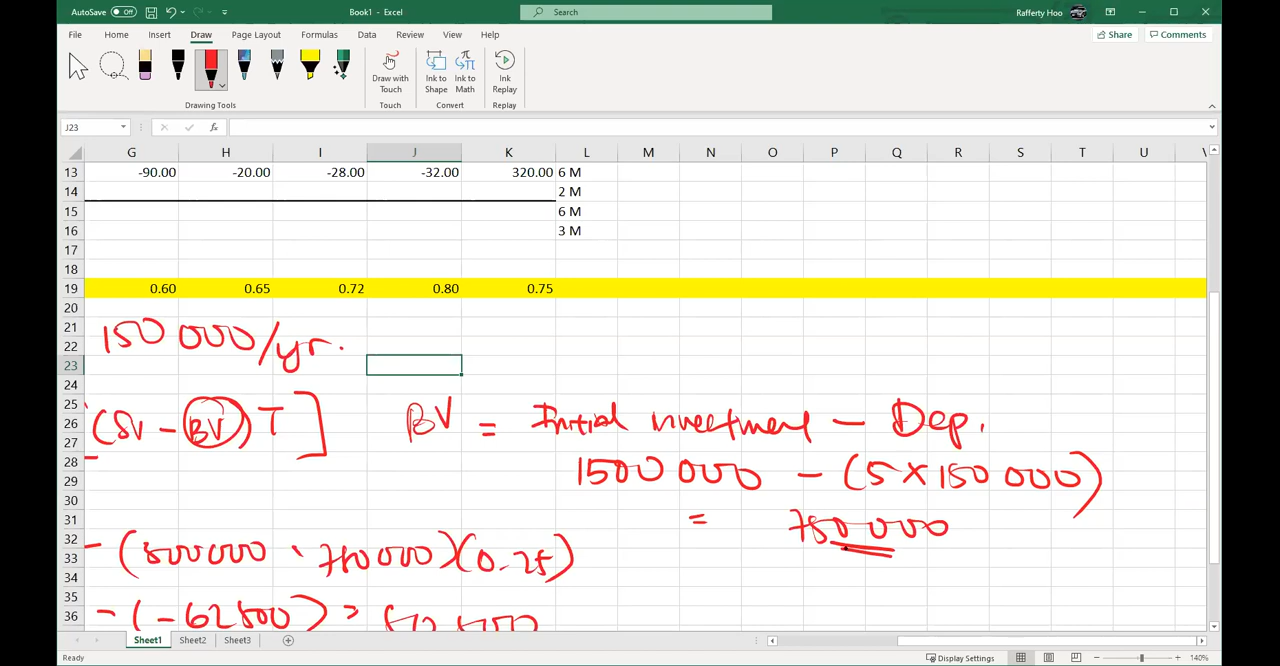 AutoSave Off Book1 - Excel Search Rafferty Hoo
File Home Insert Draw Page Layout Formulas Data Review View Help Share Comments
Draw with Touch Ink to Shape Ink to Math Ink Replay
Drawing Tools Touch Convert Replay
J23 fx
G H I J K L M N O P Q R S T U
13 -90.00 -20.00 -28.00 -32.00 320.00 6 M
14 2 M
15 6 M
16 3 M
17
18
19 0.60 0.65 0.72 0.80 0.75
20
21
22 150 000/yr.
23
24
25
26 (SV - BV) T ] BV = Initial investment - Dep.
27
28
29 1500 000 - (5 x 150 000)
30
31 = 750 000
32
33 - (500000 - 750000)(0.25)
34
35
36 - (-62500) =
Sheet1 Sheet2 Sheet3
Ready Display Settings 140%